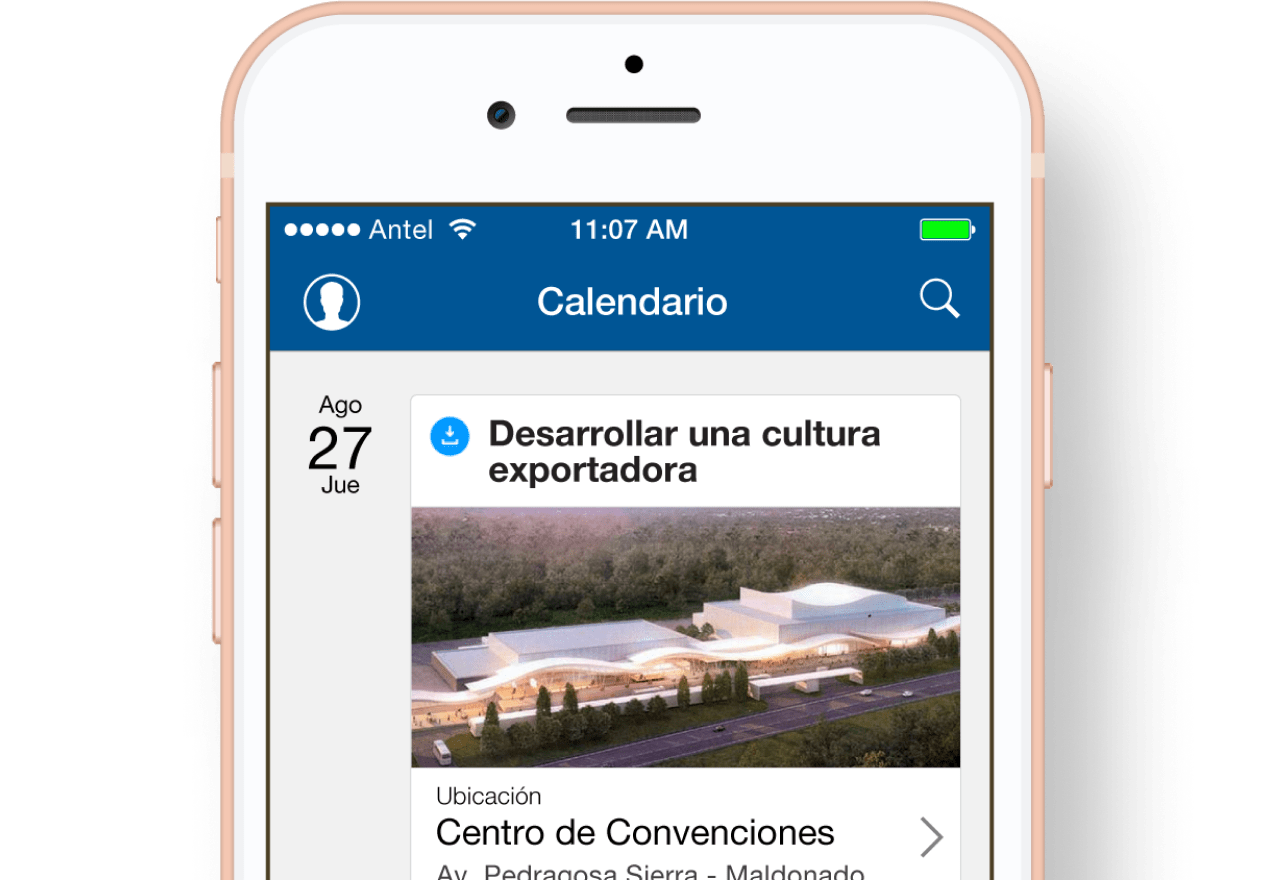 Antel 11:07 AM
Calendario
Ago
27
Jue
Desarrollar una cultura
exportadora
Ubicación
Centro de Convenciones
Av. Pedragosa Sierra - Maldonado